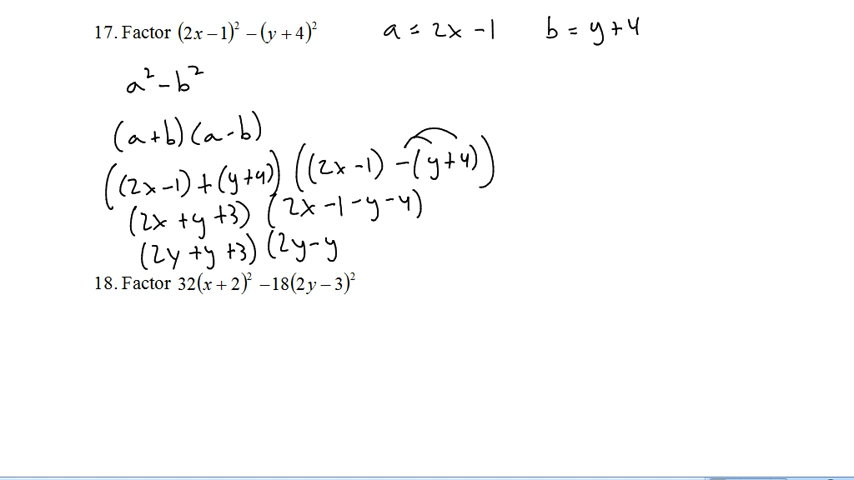 17. Factor (2x − 1)² − (y + 4)² a = 2x − 1 b = y + 4
a² − b²
(a + b)(a − b)
((2x − 1) + (y + 4)) ((2x − 1) − (y + 4))
(2x + y + 3) (2x − 1 − y − 4)
(2y + y + 3) (2y − y
18. Factor 32(x + 2)² − 18(2y − 3)²